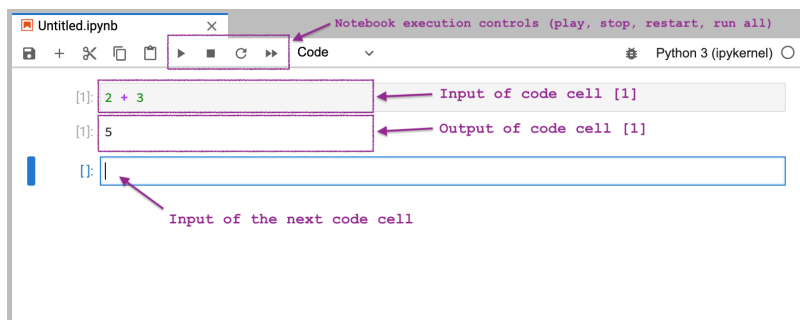 Untitled.ipynb
Notebook execution controls (play, stop, restart, run all)
Code
Python 3 (ipykernel)
[1]: 2 + 3
Input of code cell [1]
[1]: 5
Output of code cell [1]
[ ]:
Input of the next code cell